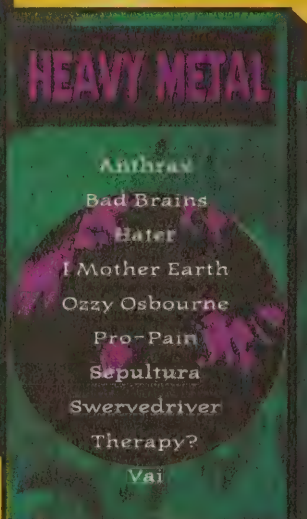 HEAVY METAL
Anthrax
Bad Brains
Hater
I Mother Earth
Ozzy Osbourne
Pro-Pain
Sepultura
Swervedriver
Therapy?
Vai